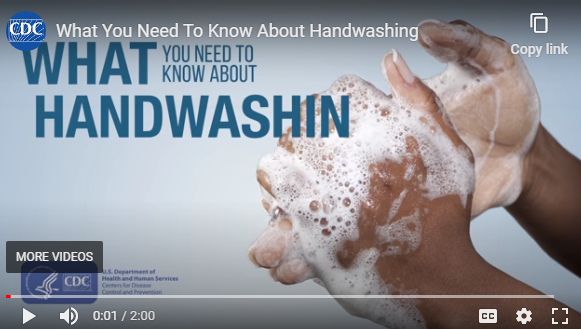 CDC What You Need To Know About Handwashing
Copy link
WHAT YOU NEED TO
KNOW ABOUT
HANDWASHIN
MORE VIDEOS
CDC
U.S. Department of
Health and Human Services
Centers for Disease
Control and Prevention
0:01 / 2:00
CC